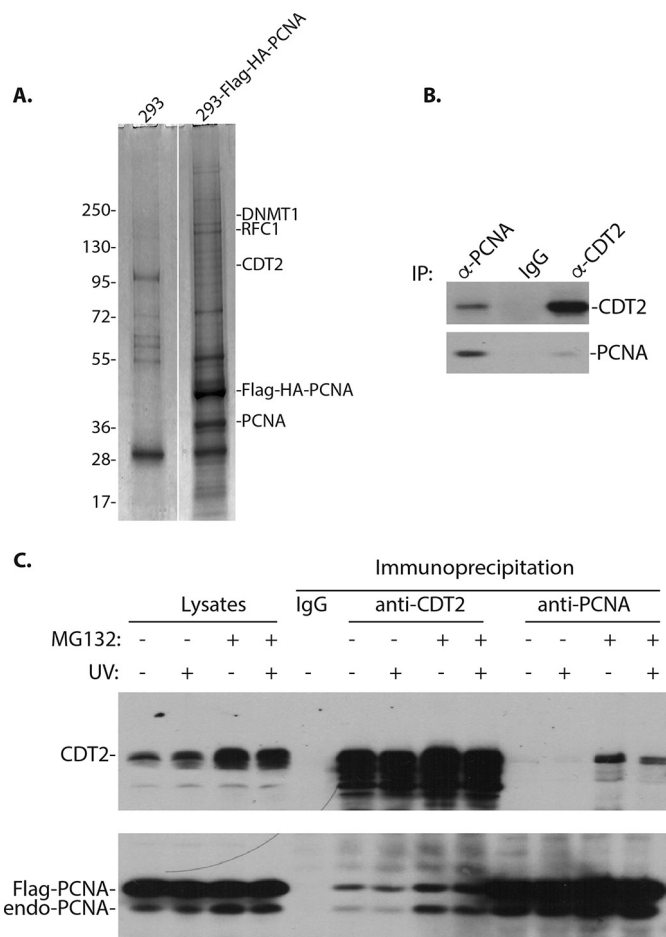 A.
293
293-Flag-HA-PCNA
250-
130-
95-
72-
55-
36-
28-
17-
-DNMT1
-RFC1
-CDT2
-Flag-HA-PCNA
-PCNA
B.
IP: α-PCNA IgG α-CDT2
-CDT2
-PCNA
C.
Immunoprecipitation
Lysates IgG anti-CDT2 anti-PCNA
MG132: - - + + - - + + - - + +
UV: - + - + - - + - + - + - +
CDT2-
Flag-PCNA-
endo-PCNA-